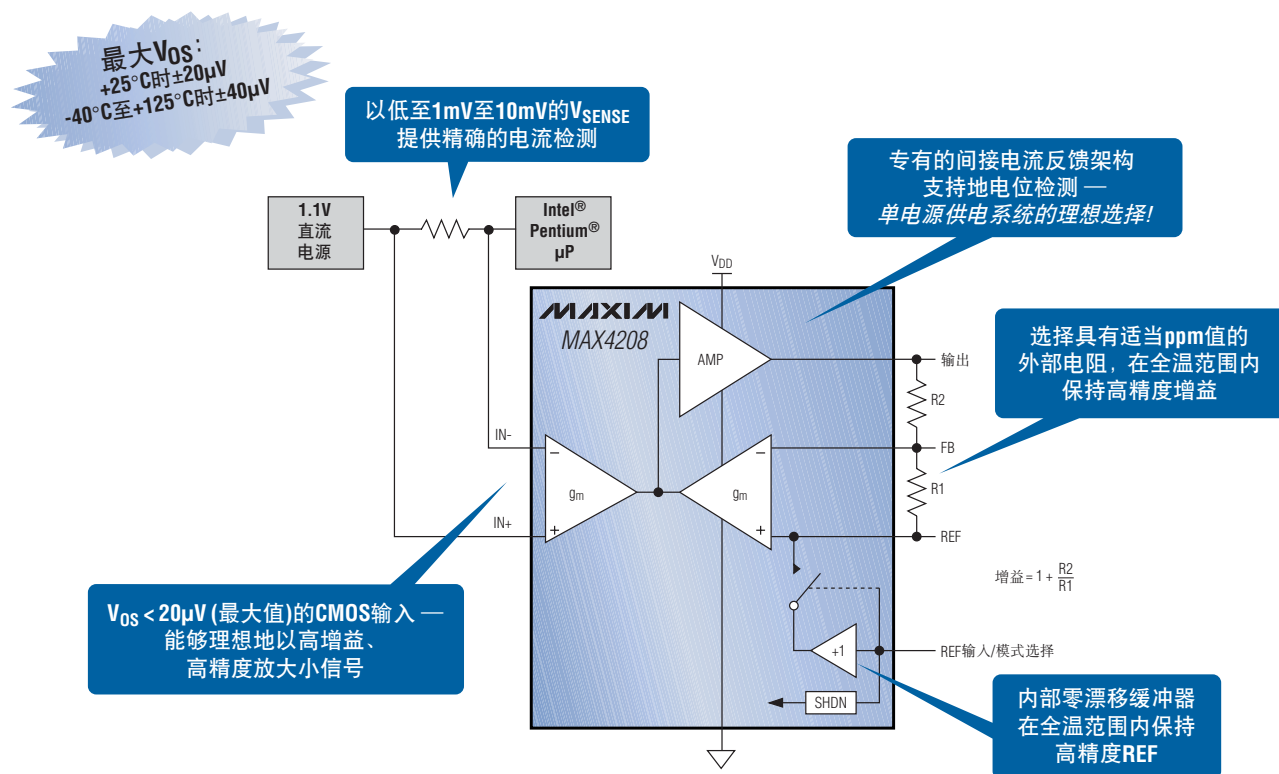 最大VOS:
+25°C时±20µV
-40°C至+125°C时±40µV
以低至1mV至10mV的VSENSE
提供精确的电流检测
专有的间接电流反馈架构
支持地电位检测 —
单电源供电系统的理想选择!
1.1V
直流
电源
Intel®
Pentium®
µP
VDD
MAXIM
MAX4208
AMP
输出
R2
选择具有适当ppm值的
外部电阻，在全温范围内
保持高精度增益
IN-
−
gm
+
IN+
−
gm
+
FB
R1
REF
增益=1+R2/R1
VOS<20µV (最大值)的CMOS输入 —
能够理想地以高增益、
高精度放大小信号
+1
REF输入/模式选择
SHDN
内部零漂移缓冲器
在全温范围内保持
高精度REF